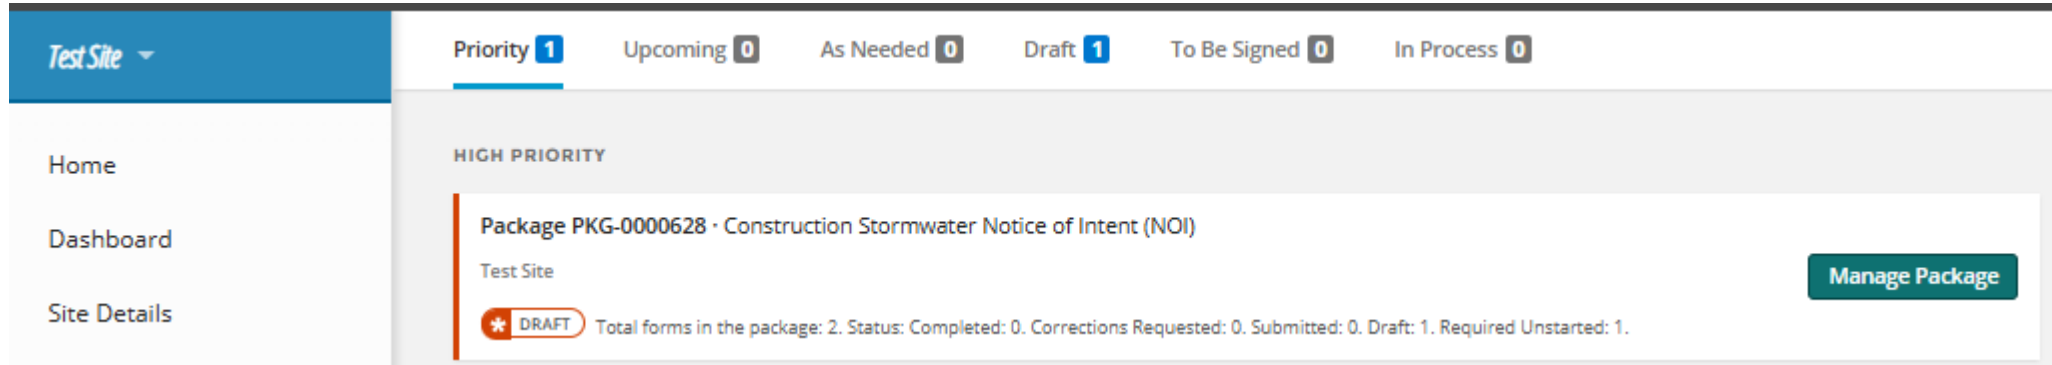 Test Site
Priority 1 Upcoming 0 As Needed 0 Draft 1 To Be Signed 0 In Process 0
Home
Dashboard
Site Details
HIGH PRIORITY
Package PKG-0000628 · Construction Stormwater Notice of Intent (NOI)
Test Site
Manage Package
* DRAFT Total forms in the package: 2. Status: Completed: 0. Corrections Requested: 0. Submitted: 0. Draft: 1. Required Unstarted: 1.